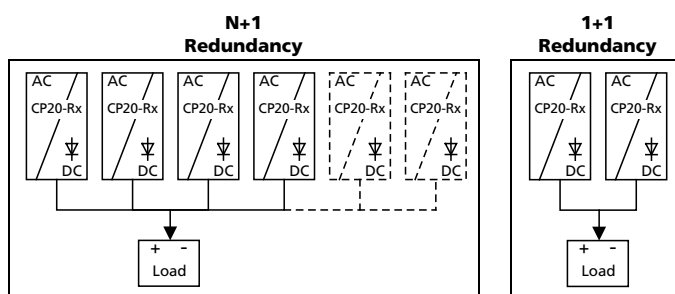 N+1
Redundancy
AC AC AC AC AC AC
CP20-Rx CP20-Rx CP20-Rx CP20-Rx CP20-Rx CP20-Rx
DC DC DC DC DC DC
+ -
Load
1+1
Redundancy
AC AC
CP20-Rx CP20-Rx
DC DC
+ -
Load